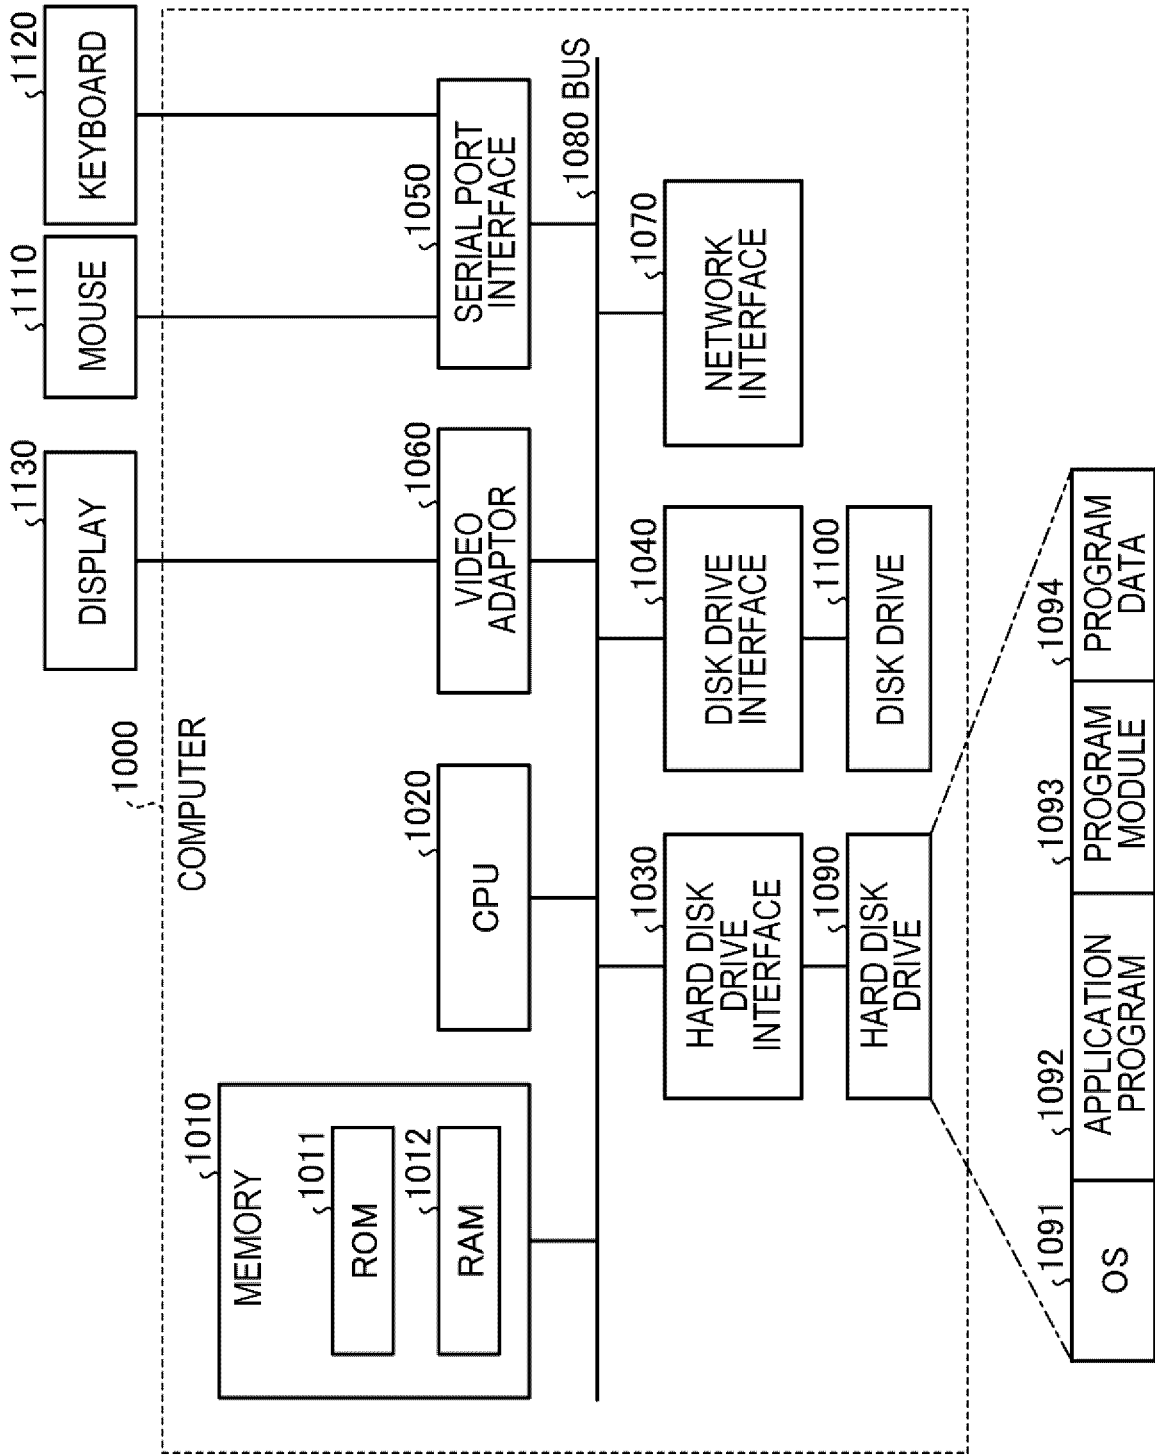 1130
DISPLAY
1110
MOUSE
1120
KEYBOARD
1000
COMPUTER
1010
MEMORY
1011
ROM
1012
RAM
1020
CPU
1060
VIDEO
ADAPTOR
1050
SERIAL PORT
INTERFACE
1080 BUS
1030
HARD DISK
DRIVE
INTERFACE
1040
DISK DRIVE
INTERFACE
1070
NETWORK
INTERFACE
1090
HARD DISK
DRIVE
1100
DISK DRIVE
1091
OS
1092
APPLICATION
PROGRAM
1093
PROGRAM
MODULE
1094
PROGRAM
DATA